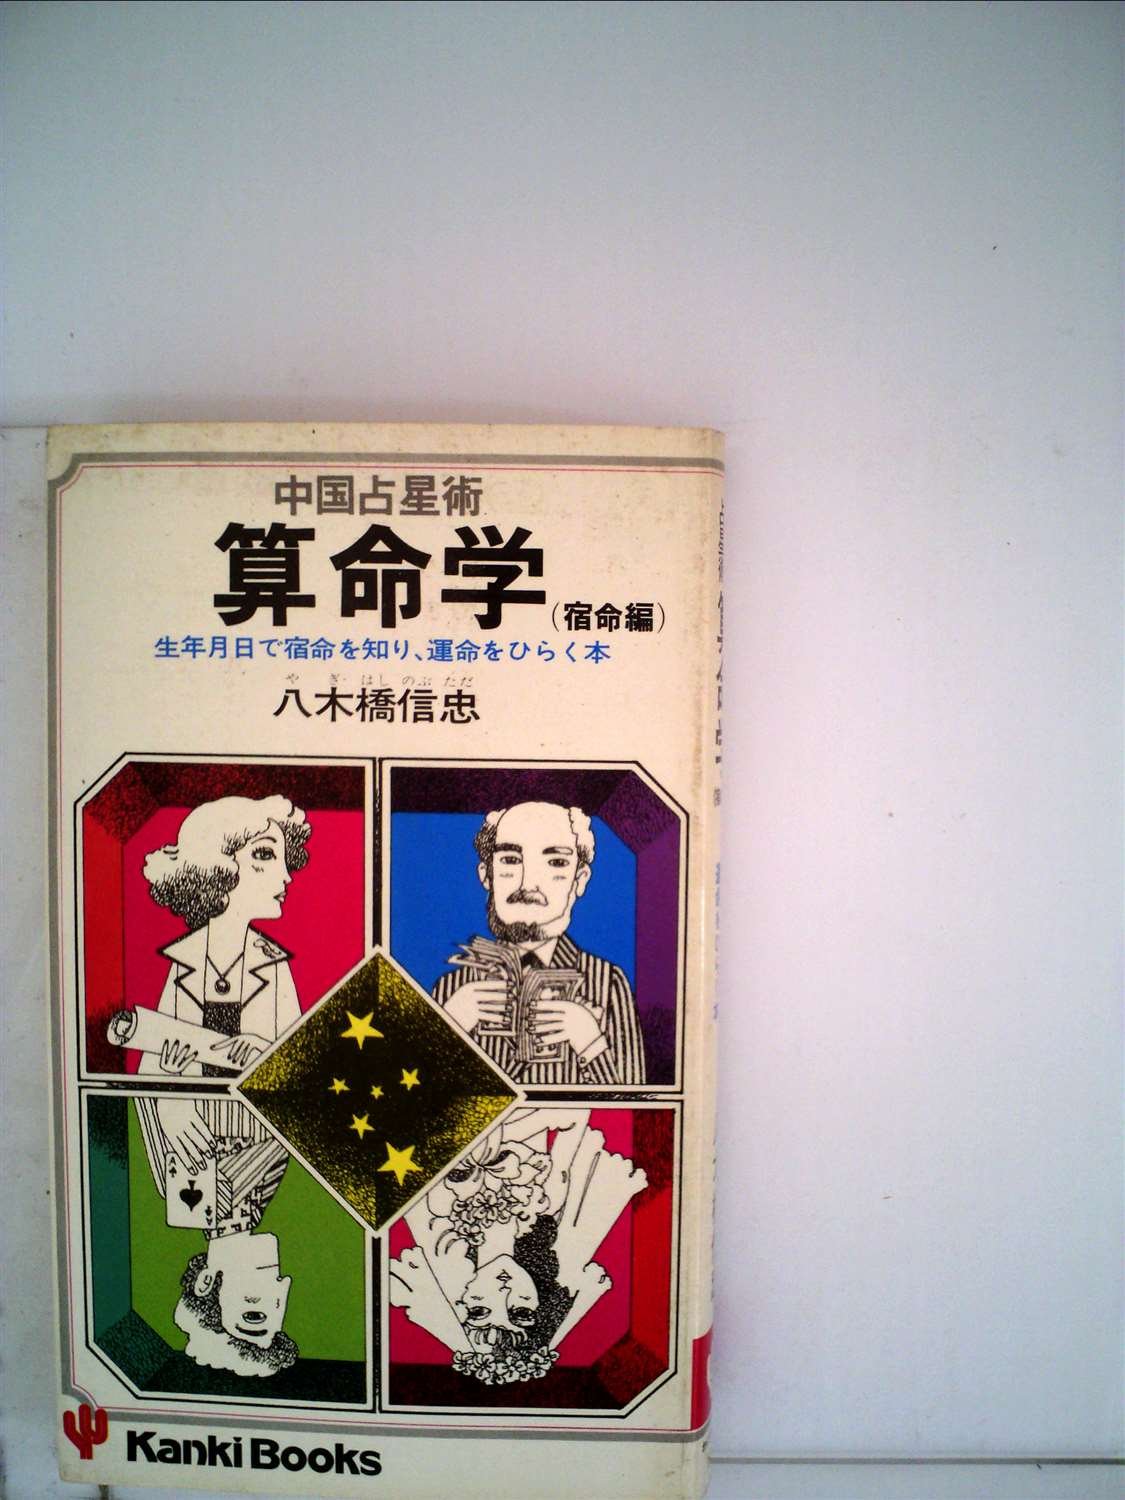 中国占星術
算命学
(宿命編)
生年月日で宿命を知り、運命をひらく本
や ぎ はし のぶ ただ
八木橋信忠
A
A
Kanki Books